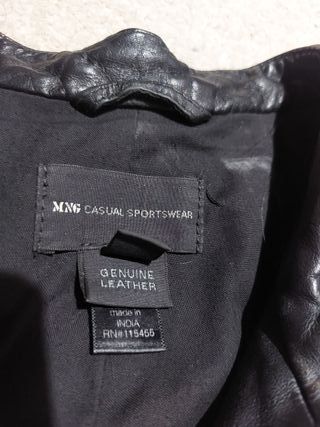 MNG CASUAL SPORTSWEAR
GENUINE
LEATHER
made in
INDIA
RN#115455